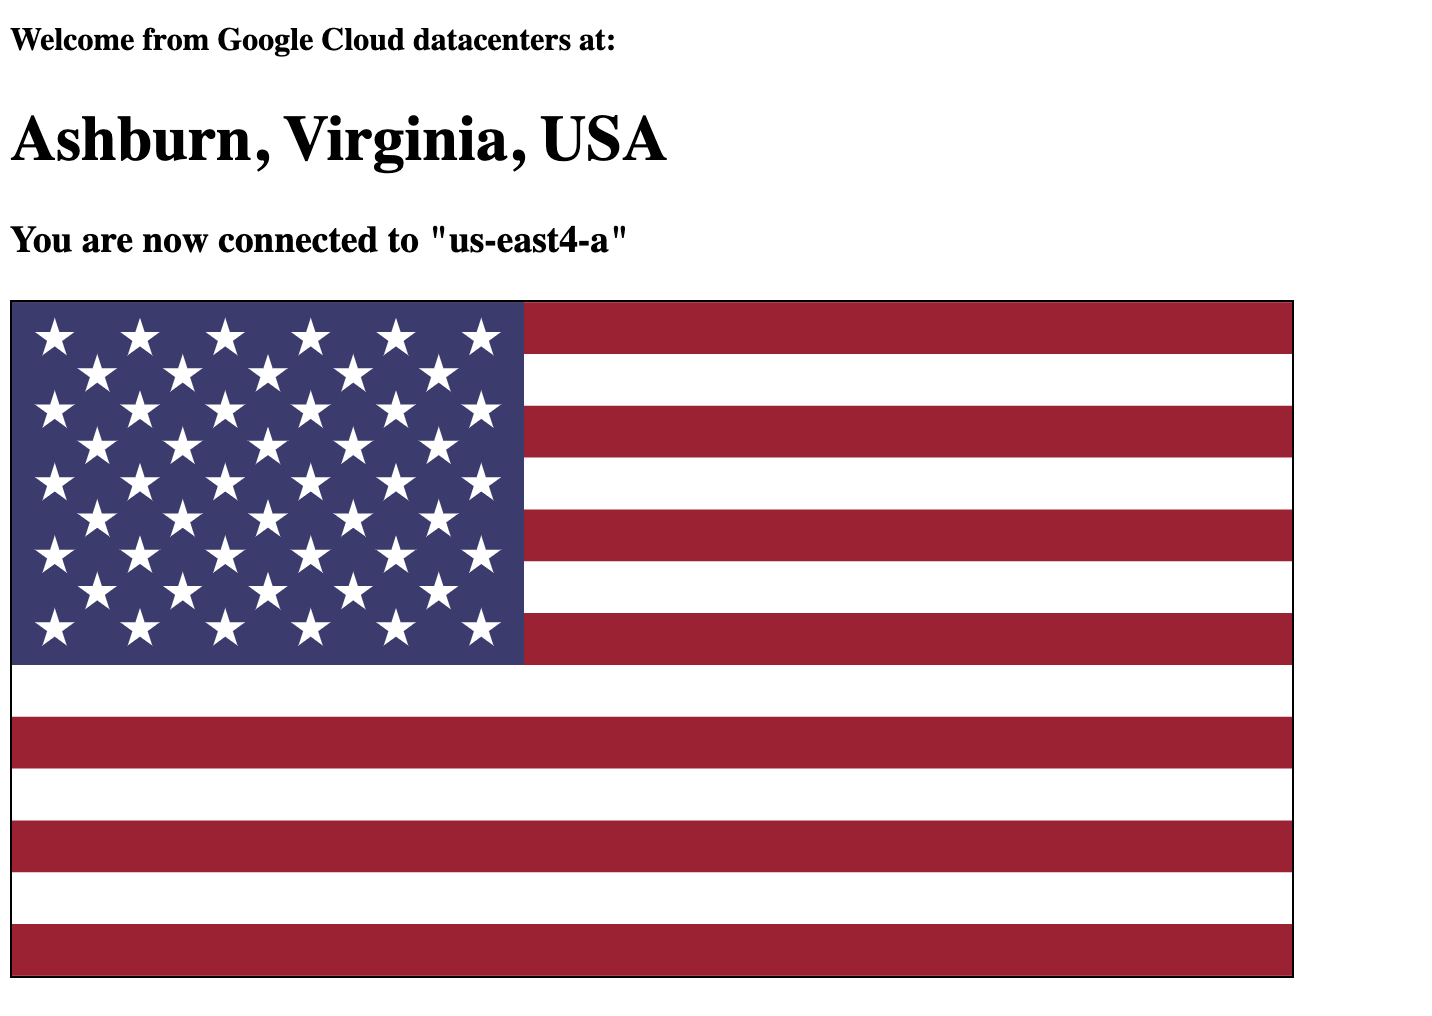 Welcome from Google Cloud datacenters at:
Ashburn, Virginia, USA
You are now connected to "us-east4-a"